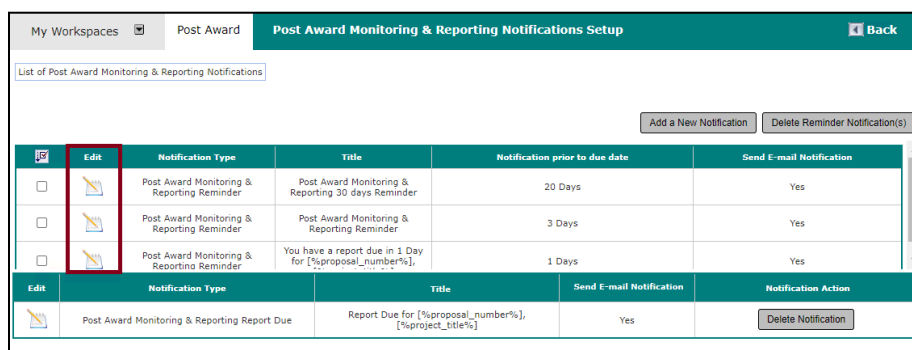 My Workspaces Post Award Post Award Monitoring & Reporting Notifications Setup Back
List of Post Award Monitoring & Reporting Notifications
Add a New Notification Delete Reminder Notification(s)
Edit Notification Type Title Notification prior to due date Send E-mail Notification
Post Award Monitoring & Reporting Reminder Post Award Monitoring & Reporting 30 days Reminder 20 Days Yes
Post Award Monitoring & Reporting Reminder Post Award Monitoring & Reporting Reminder 3 Days Yes
Post Award Monitoring & Reporting Reminder You have a report due in 1 Day for [%proposal_number%], 1 Days Yes
Edit Notification Type Title Send E-mail Notification Notification Action
Post Award Monitoring & Reporting Report Due Report Due for [%proposal_number%], [%project_title%] Yes Delete Notification